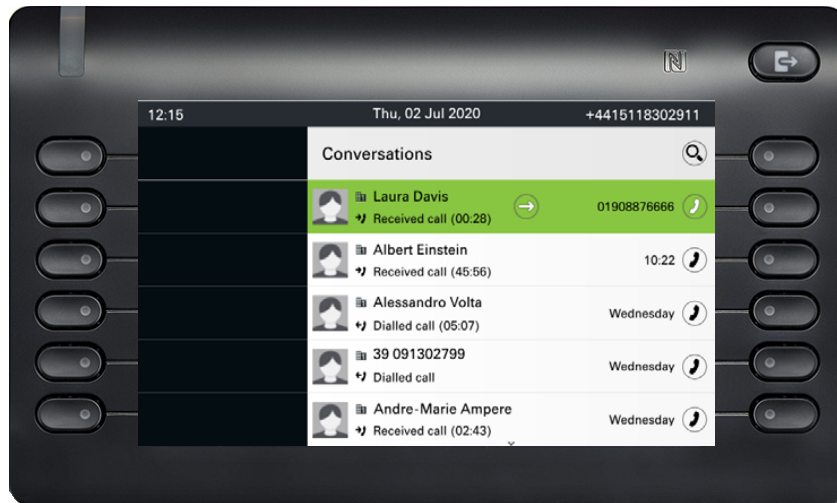 12:15 Thu, 02 Jul 2020 +4415118302911
Conversations
Laura Davis
01908876666
Received call (00:28)
Albert Einstein
10:22
Received call (45:56)
Alessandro Volta
Wednesday
Dialled call (05:07)
39 091302799
Wednesday
Dialled call
Andre-Marie Ampere
Wednesday
Received call (02:43)